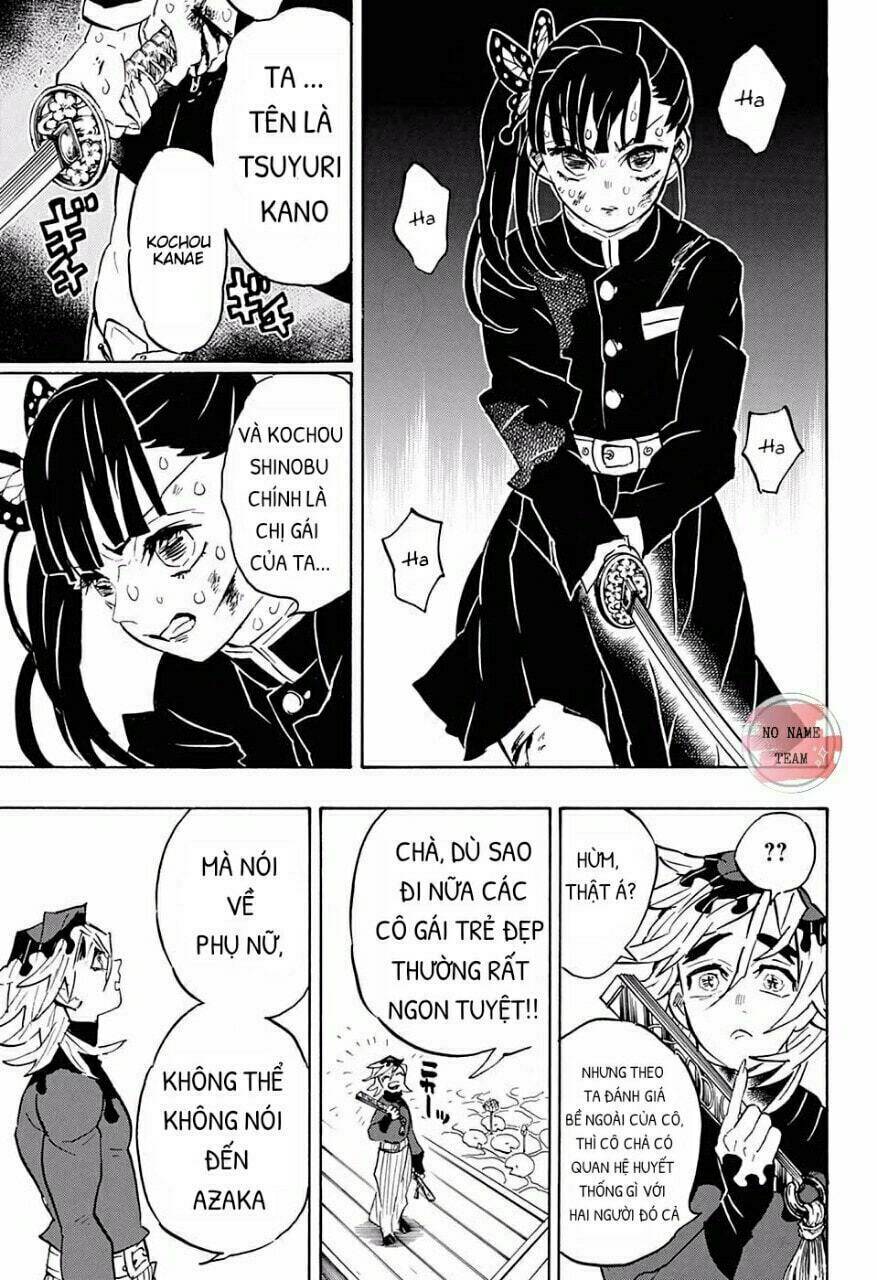 Ha
Ha
Ha
Ha
TA ...
TÊN LÀ
TSUYURI
KANO
KOCHOU
KANAE
ギ
ギ
ギ
VÀ KOCHOU
SHINOBU
CHÍNH LÀ
CHỊ GÁI
CỦA TA...
NO NAME
TEAM
??
HỪM,
THẬT Á?
NHƯNG THEO
TA ĐÁNH GIÁ
BỀ NGOÀI CỦA CÔ,
THÌ CÔ CHẢ CÓ
QUAN HỆ HUYẾT
THỐNG GÌ VỚI
HAI NGƯỜI ĐÓ CẢ
CHÀ, DÙ SAO
ĐI NỮA CÁC
CÔ GÁI TRẺ ĐẸP
THƯỜNG RẤT
NGON TUYỆT!!
MÀ NÓI
VỀ
PHỤ NỮ,
KHÔNG THỂ
KHÔNG NÓI
ĐẾN
AZAKA